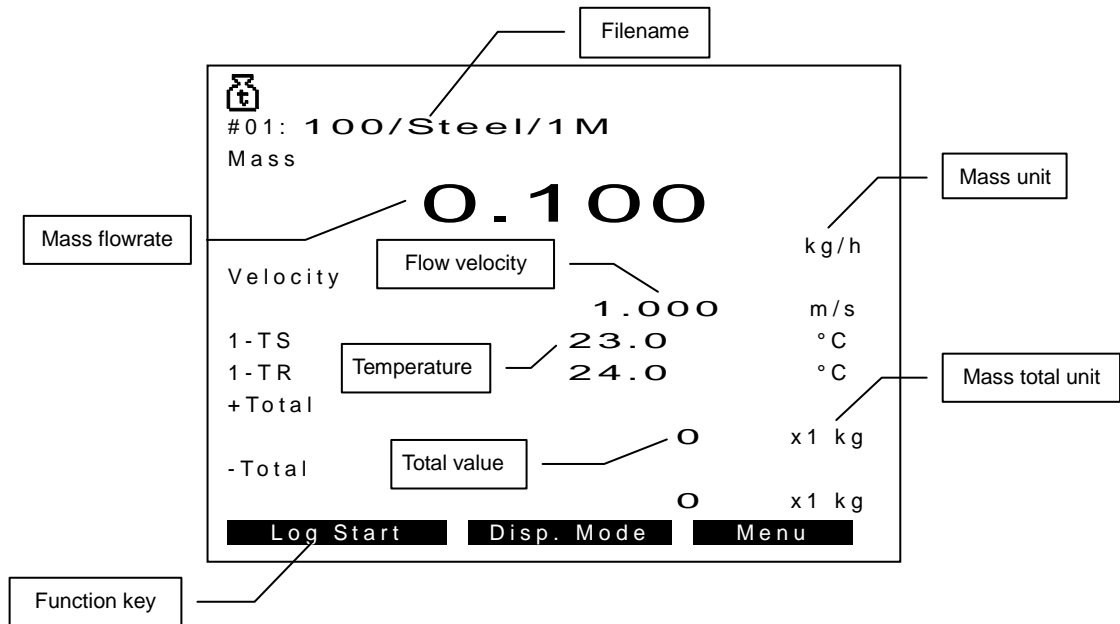 Filename
t
#01: 100/Steel/1M
Mass
Mass unit
0.100
Mass flowrate
kg/h
Flow velocity
Velocity
1.000 m/s
1-TS 23.0 °C
Temperature
1-TR 24.0 °C
Mass total unit
+Total
0 x1 kg
Total value
-Total
0 x1 kg
Log Start Disp. Mode Menu
Function key